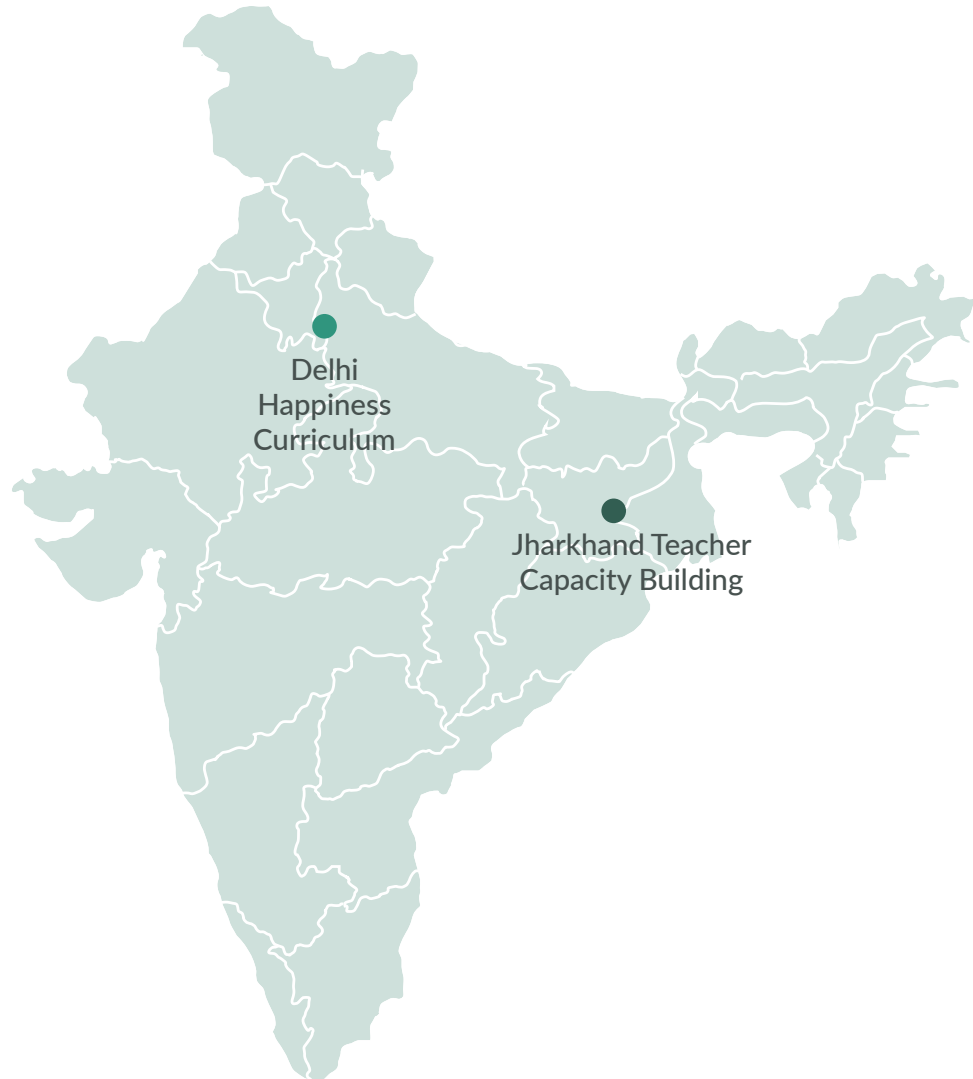 Delhi
Happiness
Curriculum
Jharkhand Teacher
Capacity Building